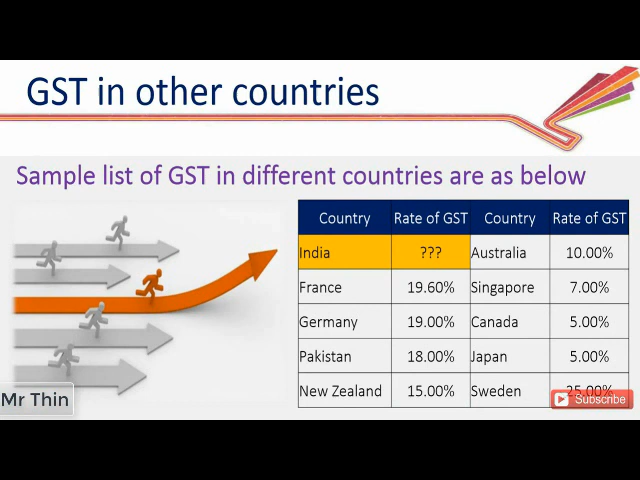 GST in other countries
Sample list of GST in different countries are as below
Country Rate of GST Country Rate of GST
India ??? Australia 10.00%
France 19.60% Singapore 7.00%
Germany 19.00% Canada 5.00%
Pakistan 18.00% Japan 5.00%
New Zealand 15.00% Sweden 25.00%
Mr Thin
Subscribe